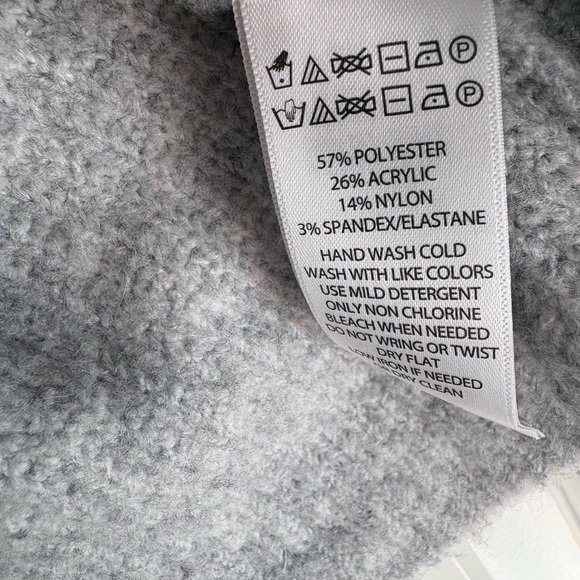 P
P
57% POLYESTER
26% ACRYLIC
14% NYLON
3% SPANDEX/ELASTANE
HAND WASH COLD
WASH WITH LIKE COLORS
USE MILD DETERGENT
ONLY NON CHLORINE
BLEACH WHEN NEEDED
DO NOT WRING OR TWIST
DRY FLAT
LOW IRON IF NEEDED
DRY CLEAN